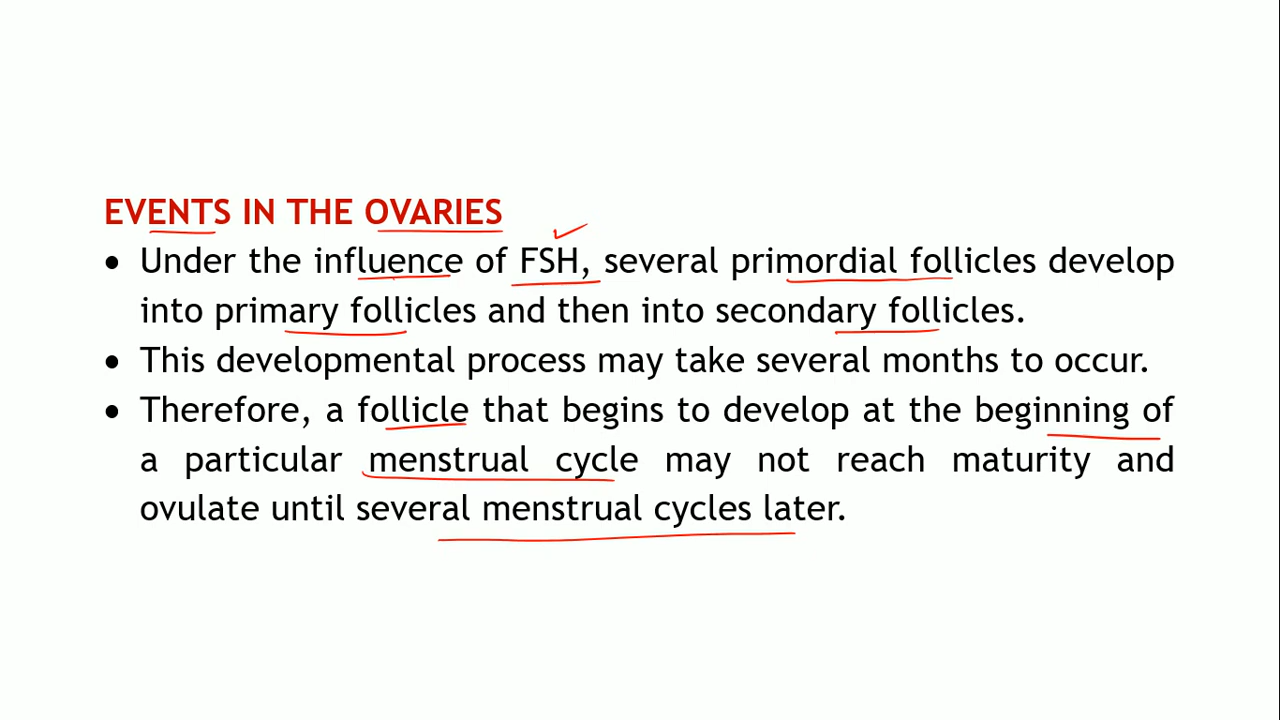 EVENTS IN THE OVARIES
• Under the influence of FSH, several primordial follicles develop
into primary follicles and then into secondary follicles.
• This developmental process may take several months to occur.
• Therefore, a follicle that begins to develop at the beginning of
a particular menstrual cycle may not reach maturity and
ovulate until several menstrual cycles later.